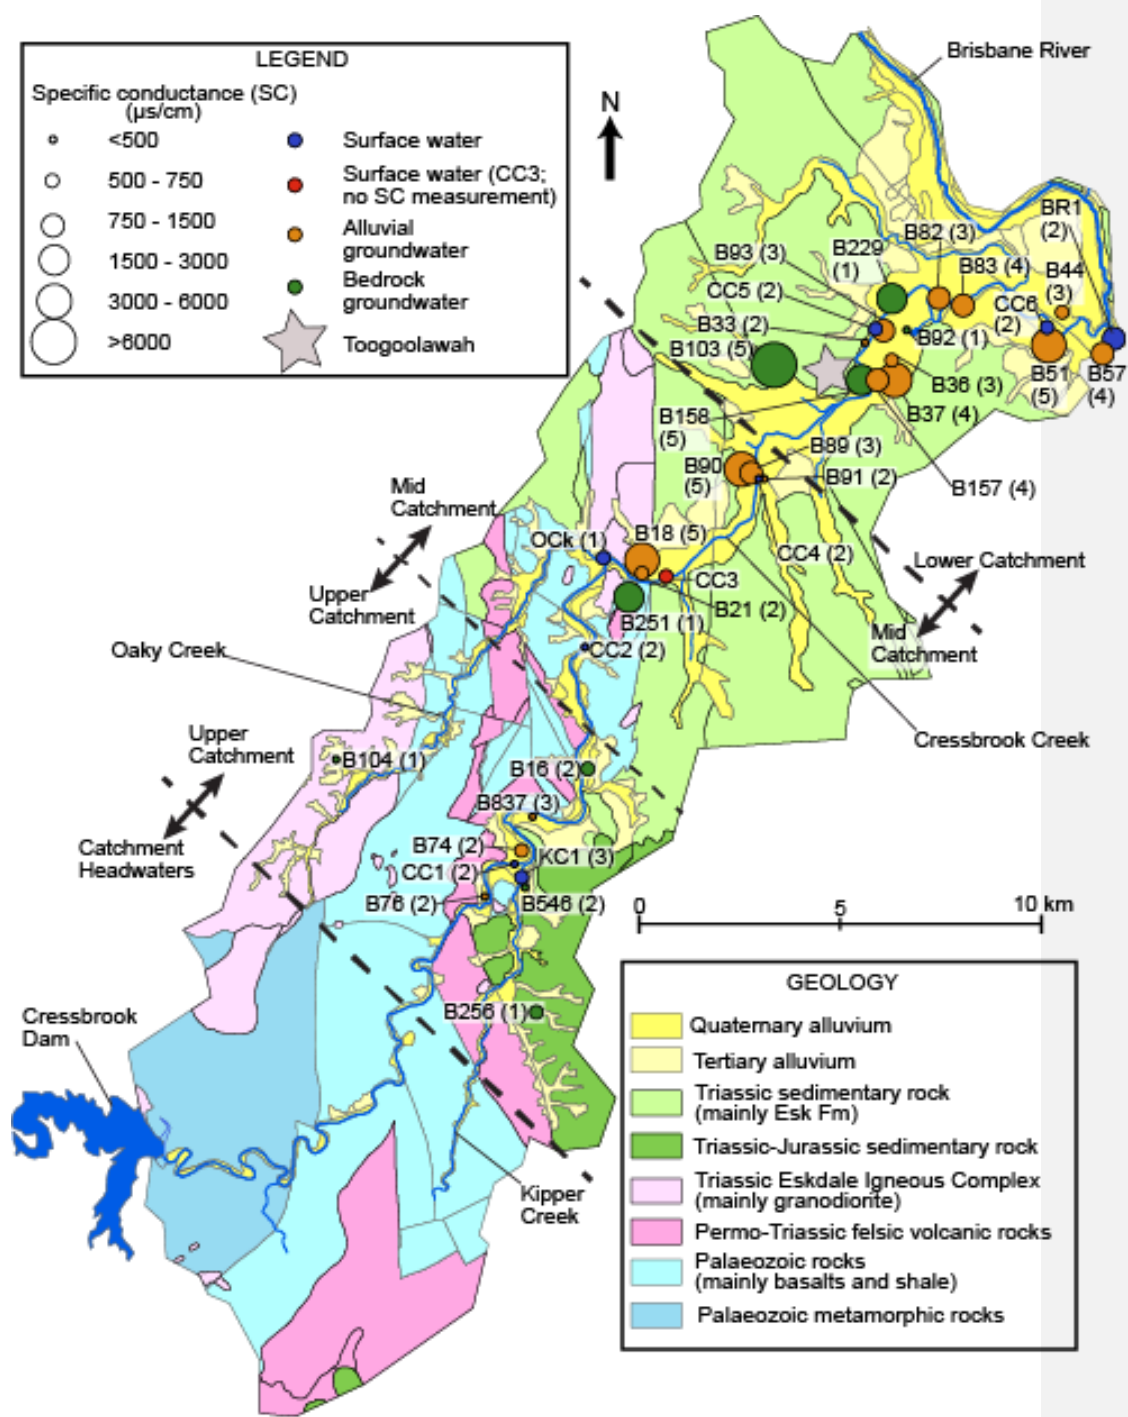 LEGEND
Specific conductance (SC)
(µs/cm)
<500
500 - 750
750 - 1500
1500 - 3000
3000 - 6000
>6000
Surface water
Surface water (CC3;
no SC measurement)
Alluvial
groundwater
Bedrock
groundwater
Toogoolawah
N
Brisbane River
BR1
(2)
B82 (3)
B229
(1)
B93 (3)
B83 (4)
B44
(3)
CC5 (2)
CC6
(2)
B33 (2)
B92 (1)
B103 (5)
B36 (3)
B51
(5)
B57
(4)
B37 (4)
B158
(5)
B89 (3)
B90
(5)
B91 (2)
B157 (4)
Mid
Catchment
Upper
Catchment
OCk (1)
B18 (5)
CC4 (2)
CC3
B21 (2)
B251 (1)
Lower Catchment
Mid
Catchment
CC2 (2)
Oaky Creek
Cressbrook Creek
Upper
Catchment
Catchment
Headwaters
B104 (1)
B16 (2)
B837 (3)
B74 (2)
KC1 (3)
CC1 (2)
B76 (2)
B546 (2)
0
5
10 km
B256 (1)
Cressbrook
Dam
Kipper
Creek
GEOLOGY
Quaternary alluvium
Tertiary alluvium
Triassic sedimentary rock
(mainly Esk Fm)
Triassic-Jurassic sedimentary rock
Triassic Eskdale Igneous Complex
(mainly granodiorite)
Permo-Triassic felsic volcanic rocks
Palaeozoic rocks
(mainly basalts and shale)
Palaeozoic metamorphic rocks